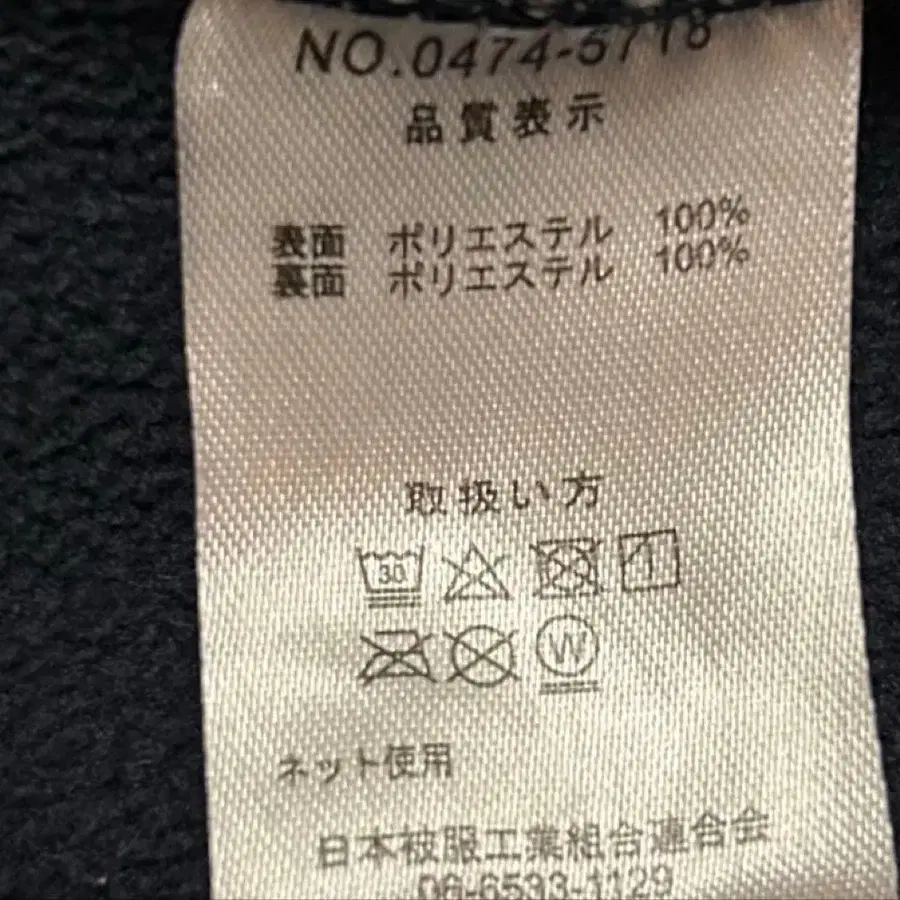 NO.0474-5718
品質表示
表面 ポリエステル 100%
裏面 ポリエステル 100%
取扱い方
30
W
ネット使用
日本被服工業組合連合会
06-6533-1129